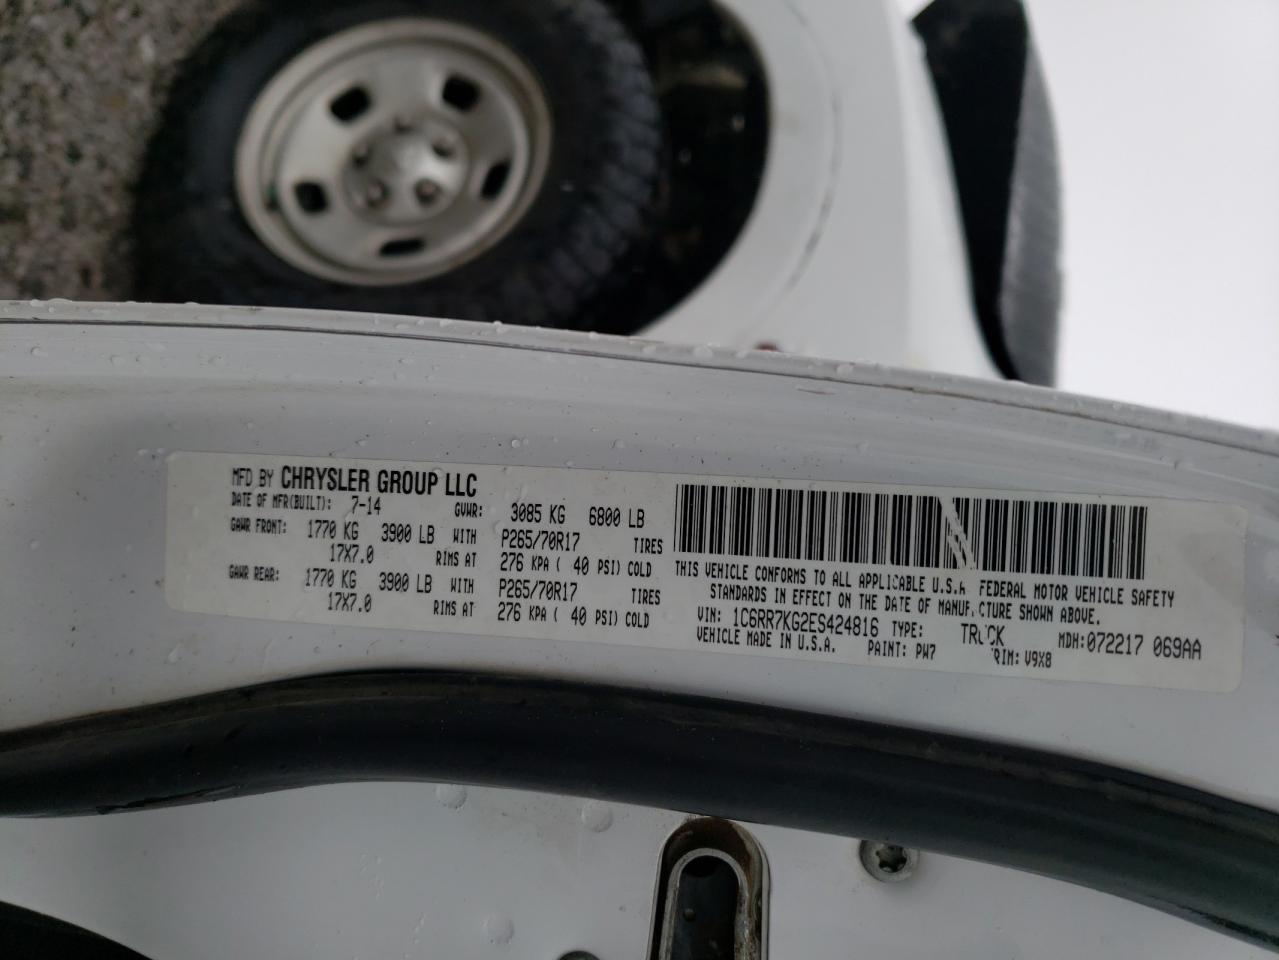 MFD BY CHRYSLER GROUP LLC
DATE OF MFR(BUILT): 7-14 GVWR: 3085 KG 6800 LB
GAWR FRONT: 1770 KG 3900 LB WITH P265/70R17 TIRES
17X7.0 RIMS AT 276 KPA ( 40 PSI) COLD
GAWR REAR: 1770 KG 3900 LB WITH P265/70R17 TIRES
17X7.0 RIMS AT 276 KPA ( 40 PSI) COLD
THIS VEHICLE CONFORMS TO ALL APPLICABLE U.S.A. FEDERAL MOTOR VEHICLE SAFETY
STANDARDS IN EFFECT ON THE DATE OF MANUFACTURE SHOWN ABOVE.
VIN: 1C6RR7KG2ES424816 TYPE: TRUCK MDH:072217 069AA
VEHICLE MADE IN U.S.A. PAINT: PW7 TRIM: V9X8